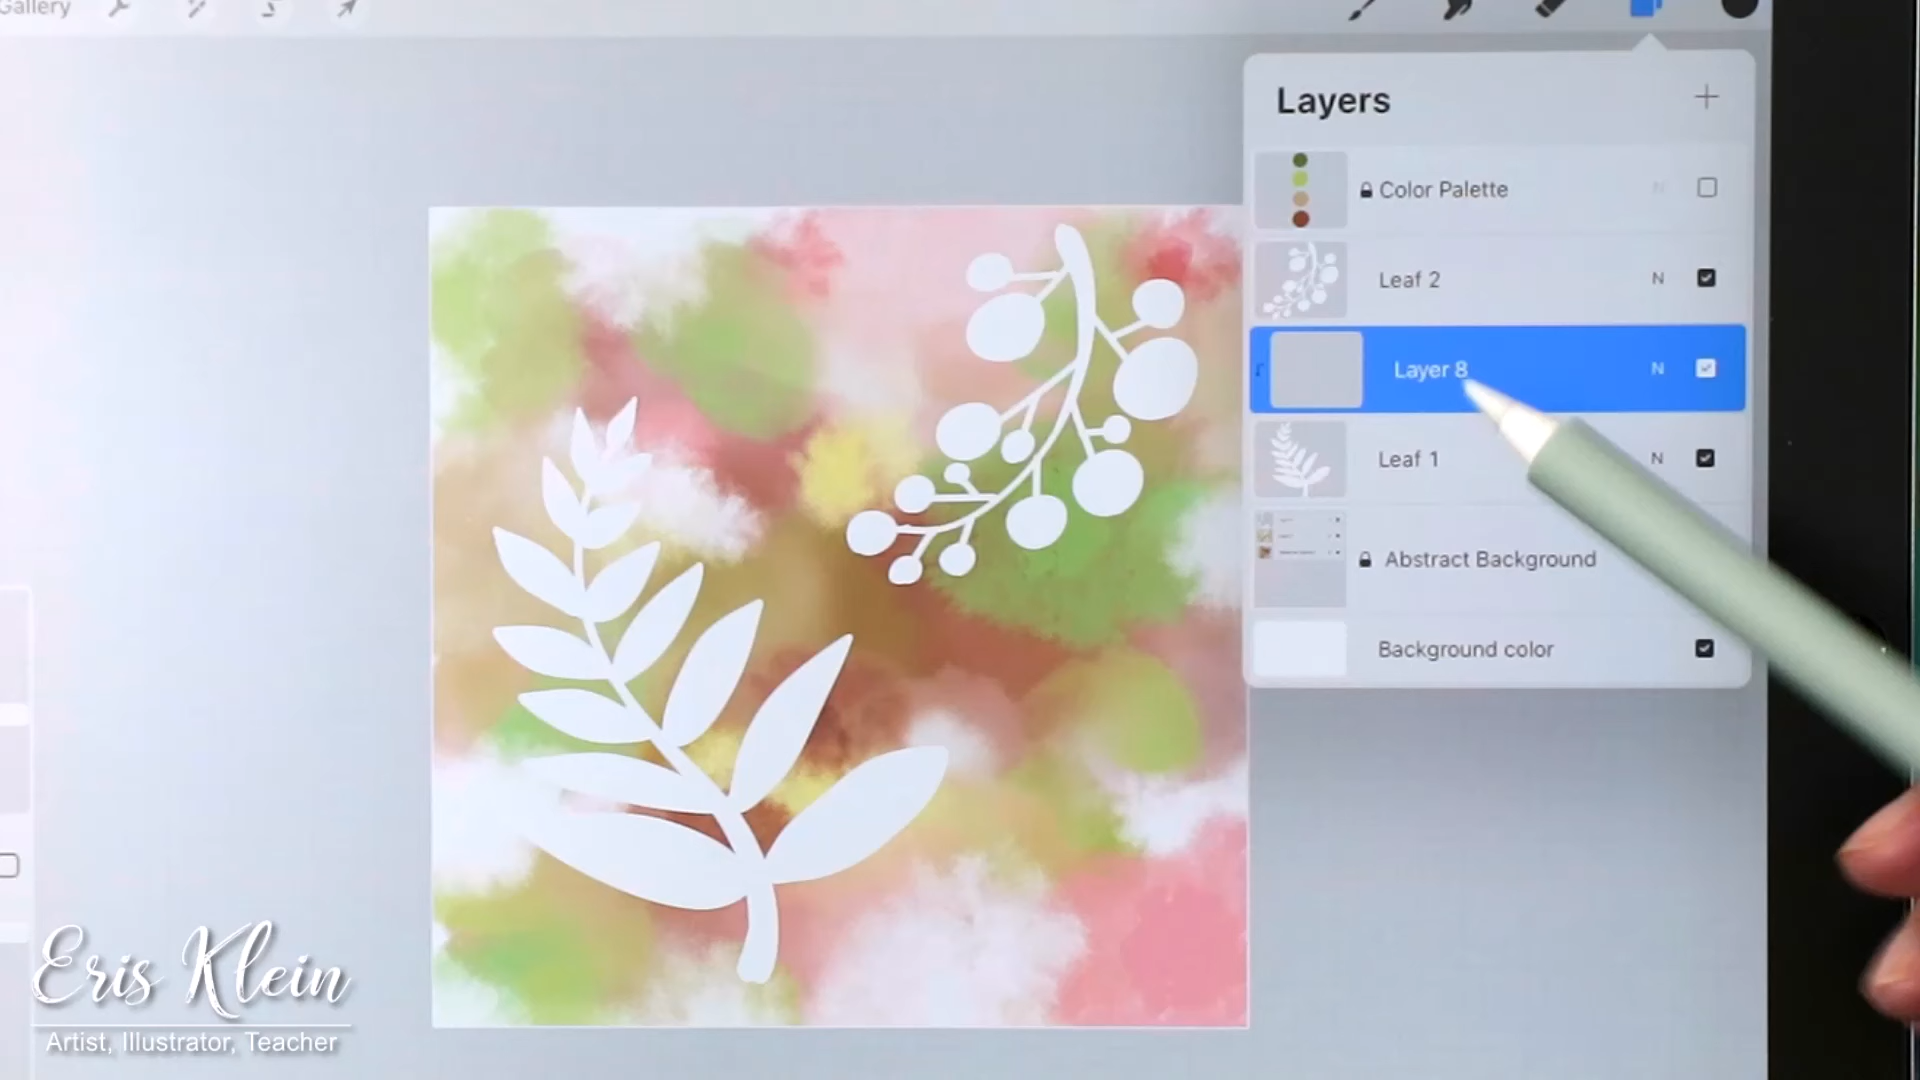 Gallery
Layers
Color Palette
N
Leaf 2
N
Layer 8
N
Leaf 1
N
Abstract Background
Background color
Eris Klein
Artist, Illustrator, Teacher